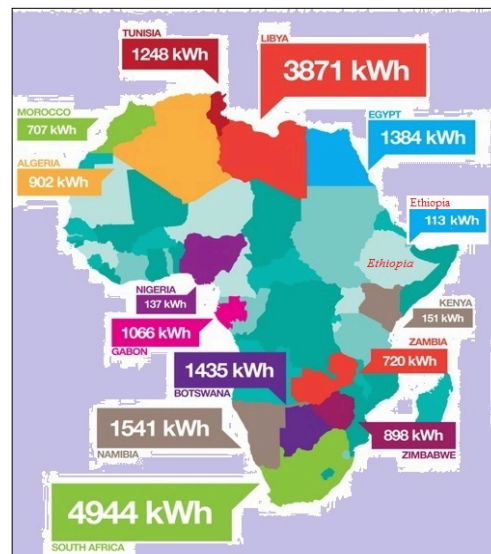 TUNISIA
1248 kWh
LIBYA
3871 kWh
MOROCCO
707 kWh
EGYPT
1384 kWh
ALGERIA
902 kWh
Ethiopia
113 kWh
Ethiopia
NIGERIA
137 kWh
KENYA
151 kWh
1066 kWh
GABON
ZAMBIA
720 kWh
1435 kWh
BOTSWANA
1541 kWh
NAMIBIA
898 kWh
ZIMBABWE
4944 kWh
SOUTH AFRICA